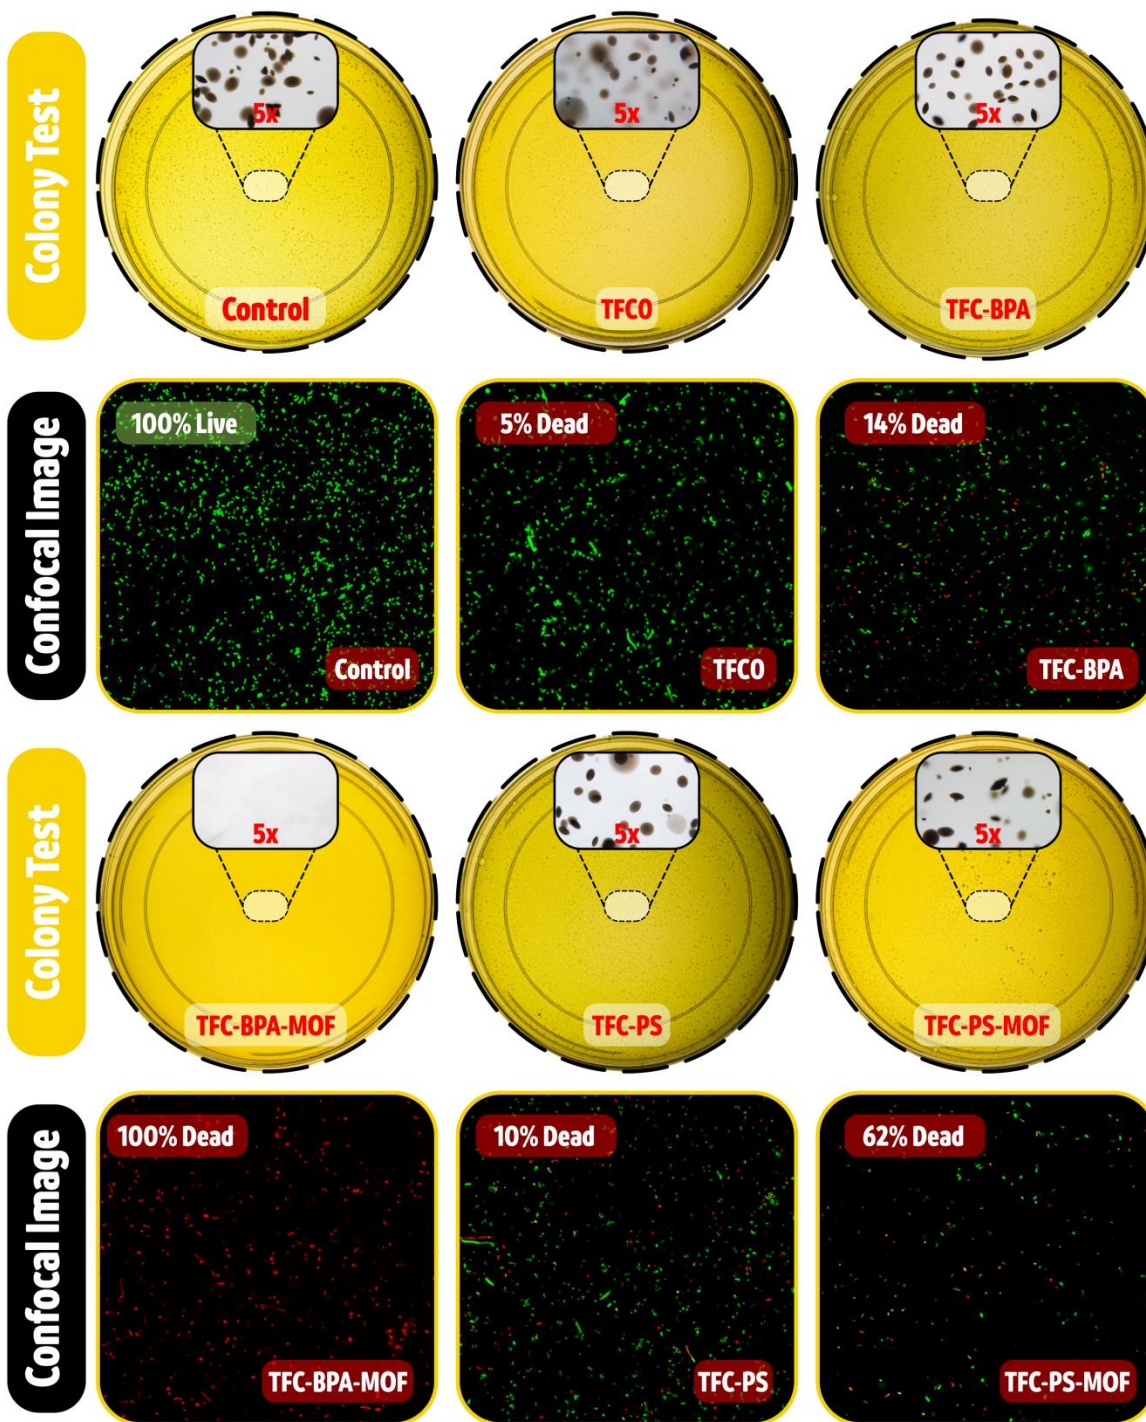 Colony Test
5x
Control
5x
TFC0
5x
TFC-BPA
Confocal Image
100% Live
Control
5% Dead
TFC0
14% Dead
TFC-BPA
Colony Test
5x
TFC-BPA-MOF
5x
TFC-PS
5x
TFC-PS-MOF
Confocal Image
100% Dead
TFC-BPA-MOF
10% Dead
TFC-PS
62% Dead
TFC-PS-MOF